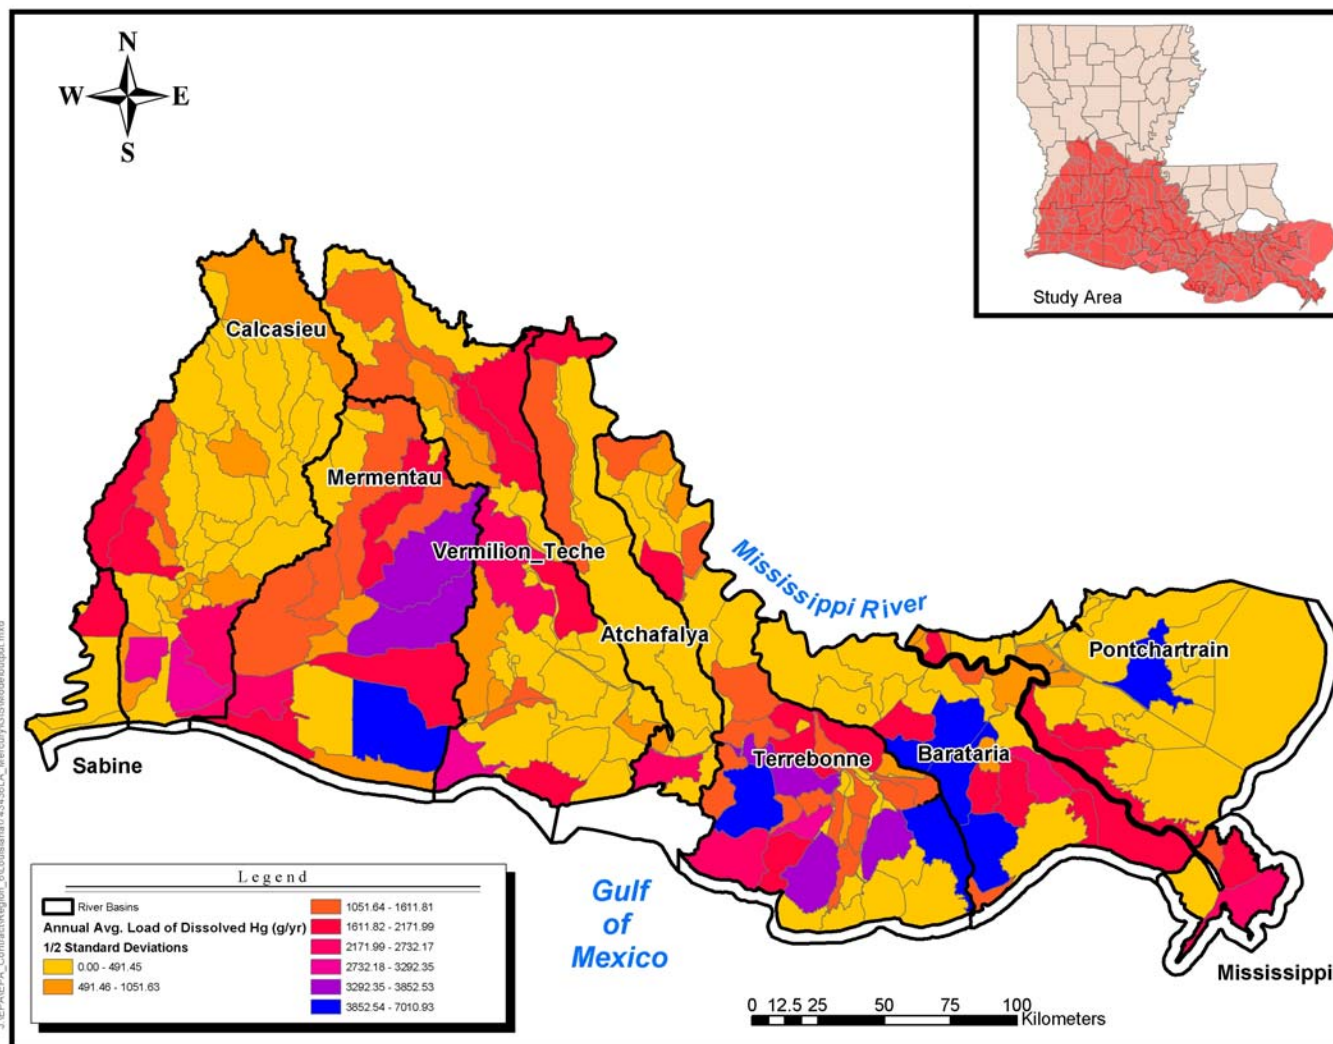 N
W E
S
Study Area
Calcasieu
Mermentau
Vermilion_Teche
Mississippi River
Atchafalya
Pontchartrain
Sabine
Terrebonne
Barataria
Gulf
of
Mexico
Mississippi
Legend
River Basins
Annual Avg. Load of Dissolved Hg (g/yr)
1/2 Standard Deviations
0.00 - 491.45
491.46 - 1051.63
1051.64 - 1611.81
1611.82 - 2171.99
2171.99 - 2732.17
2732.18 - 3292.35
3292.35 - 3852.53
3852.54 - 7010.93
0 12.5 25 50 75 100
Kilometers